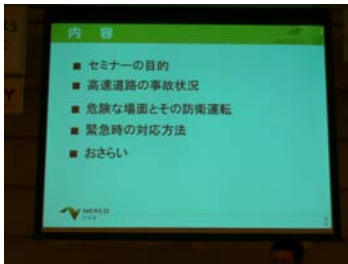 内 容
■ セミナーの目的
■ 高速道路の事故状況
■ 危険な場面とその防衛運転
■ 緊急時の対応方法
■ おさらい
NEXCO